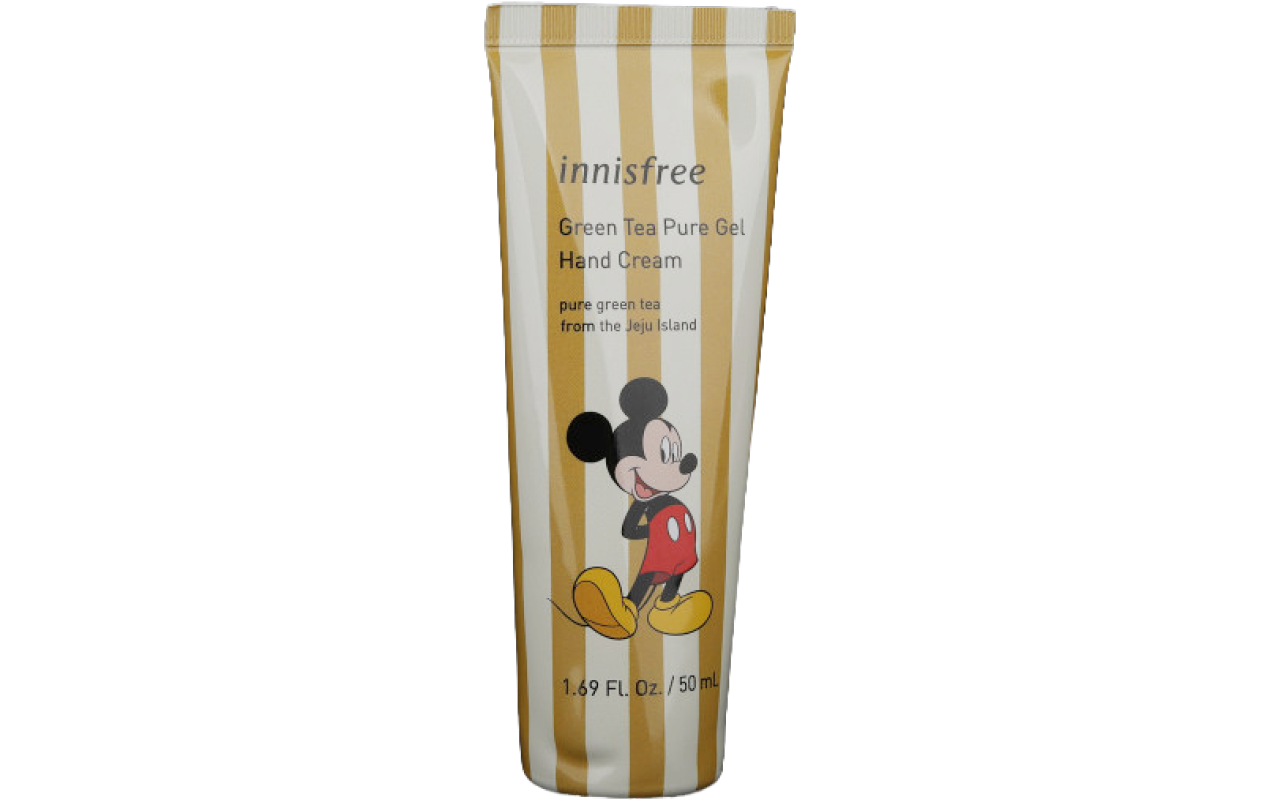 innisfree
Green Tea Pure Gel
Hand Cream
pure green tea
from the Jeju Island
1.69 Fl. Oz. / 50 mL